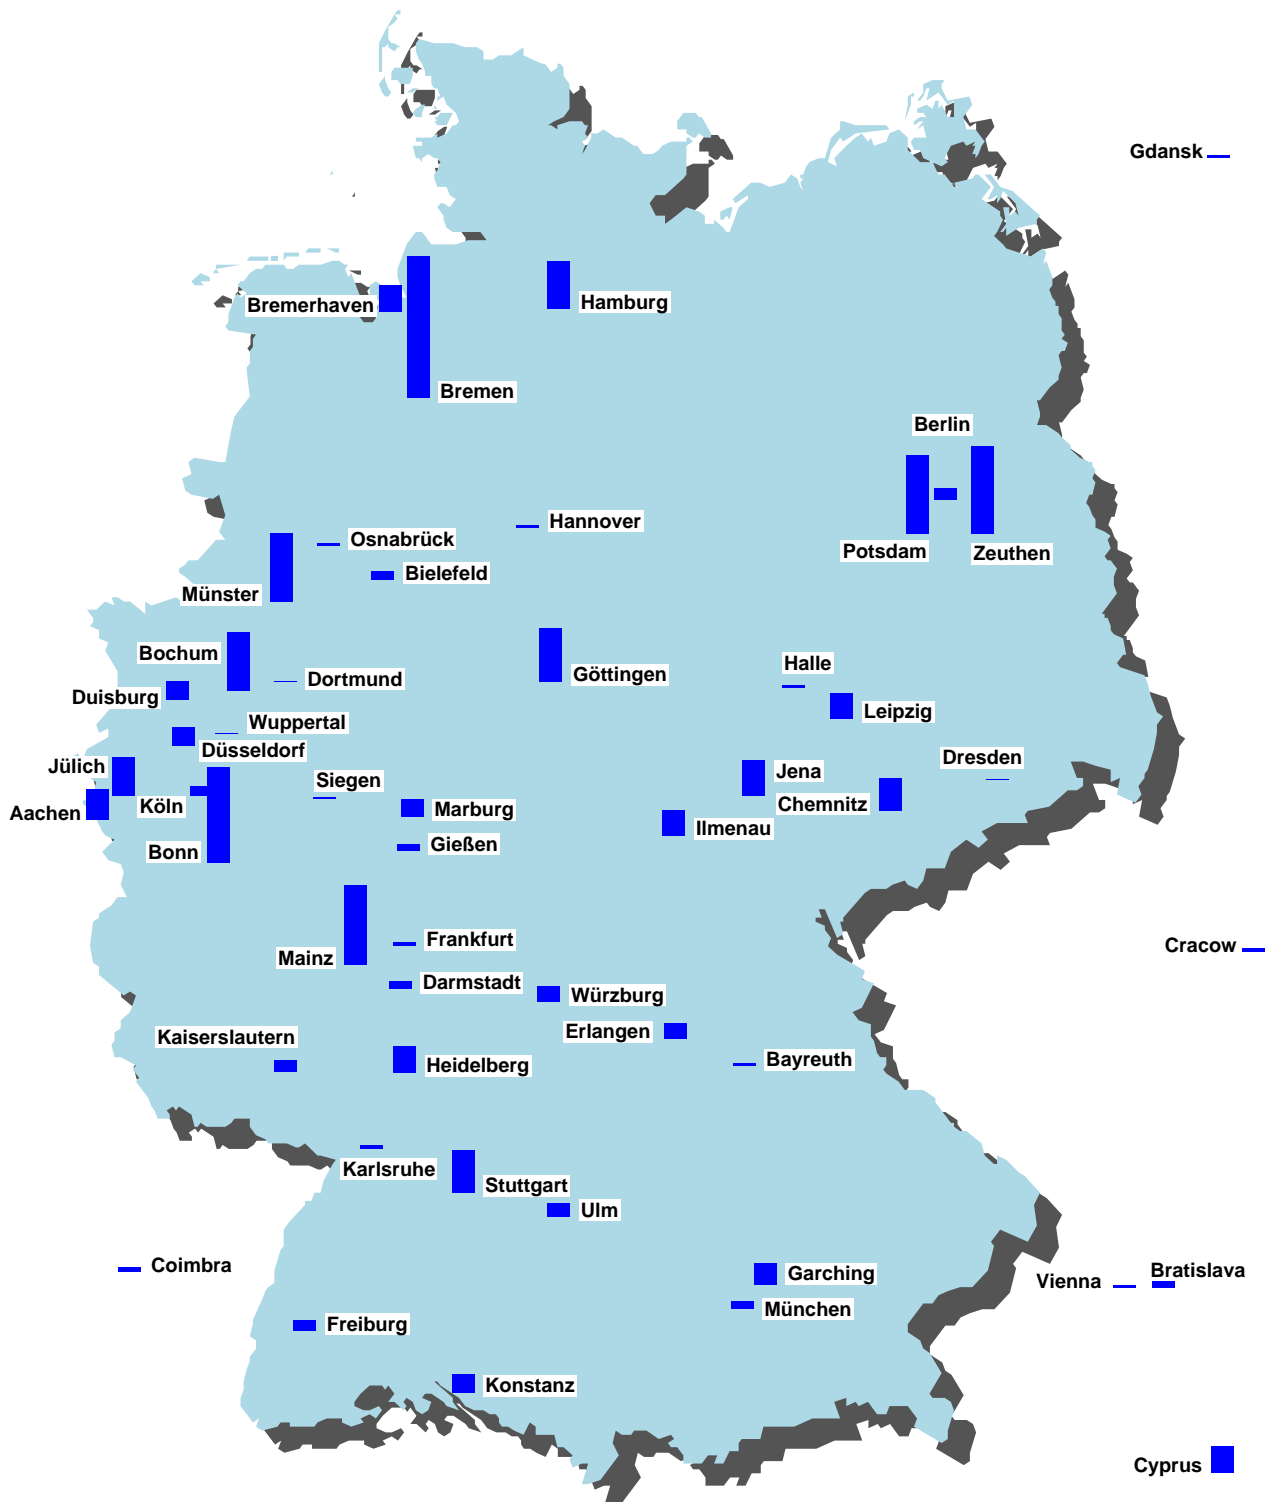 Gdansk
Bremerhaven
Hamburg
Bremen
Berlin
Hannover
Osnabrück
Potsdam
Zeuthen
Bielefeld
Münster
Bochum
Halle
Göttingen
Dortmund
Duisburg
Leipzig
Wuppertal
Düsseldorf
Dresden
Jülich
Jena
Siegen
Chemnitz
Köln
Marburg
Aachen
Ilmenau
Gießen
Bonn
Frankfurt
Cracow
Mainz
Darmstadt
Würzburg
Erlangen
Kaiserslautern
Bayreuth
Heidelberg
Karlsruhe
Stuttgart
Ulm
Coimbra
Bratislava
Garching
Vienna
München
Freiburg
Konstanz
Cyprus